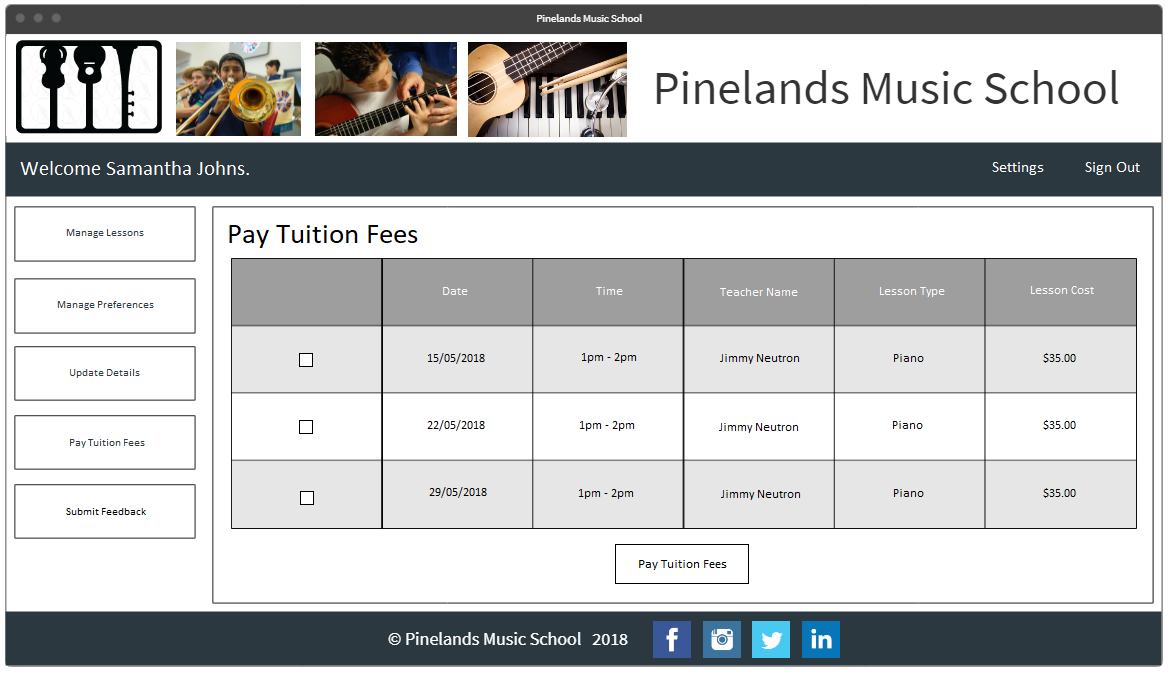 Pinelands Music School
Pinelands Music School
Welcome Samantha Johns.
Settings
Sign Out
Manage Lessons
Manage Preferences
Update Details
Pay Tuition Fees
Submit Feedback
Pay Tuition Fees
Date Time Teacher Name Lesson Type Lesson Cost
15/05/2018 1pm - 2pm Jimmy Neutron Piano $35.00
22/05/2018 1pm - 2pm Jimmy Neutron Piano $35.00
29/05/2018 1pm - 2pm Jimmy Neutron Piano $35.00
Pay Tuition Fees
© Pinelands Music School 2018